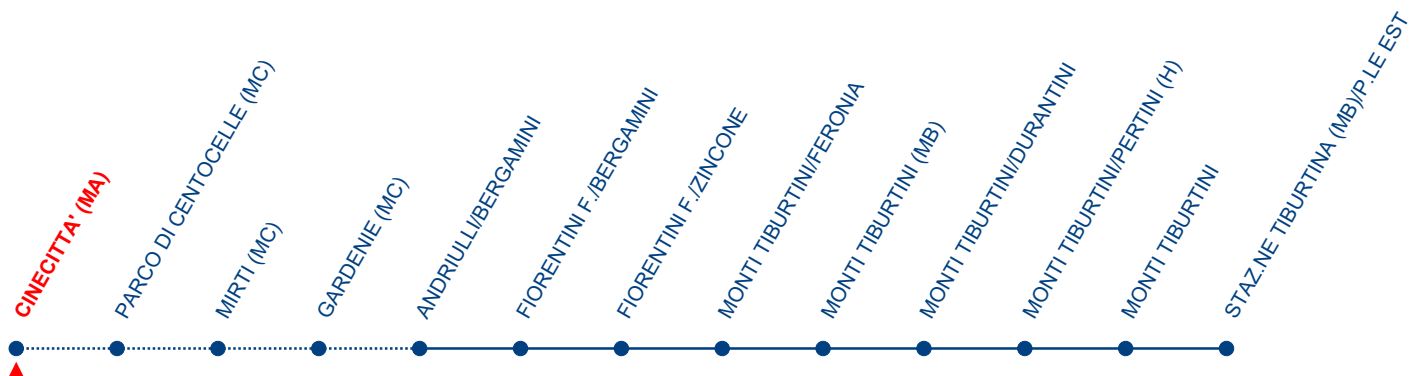 CINECITTA' (MA)
PARCO DI CENTOCELLE (MC)
MIRTI (MC)
GARDENIE (MC)
ANDRIULLI/BERGAMINI
FIORENTINI F./BERGAMINI
FIORENTINI F./ZINCONE
MONTI TIBURTINI/FERONIA
MONTI TIBURTINI (MB)
MONTI TIBURTINI/DURANTINI
MONTI TIBURTINI/PERTINI (H)
MONTI TIBURTINI
STAZ.NE TIBURTINA (MB)/P.LE EST